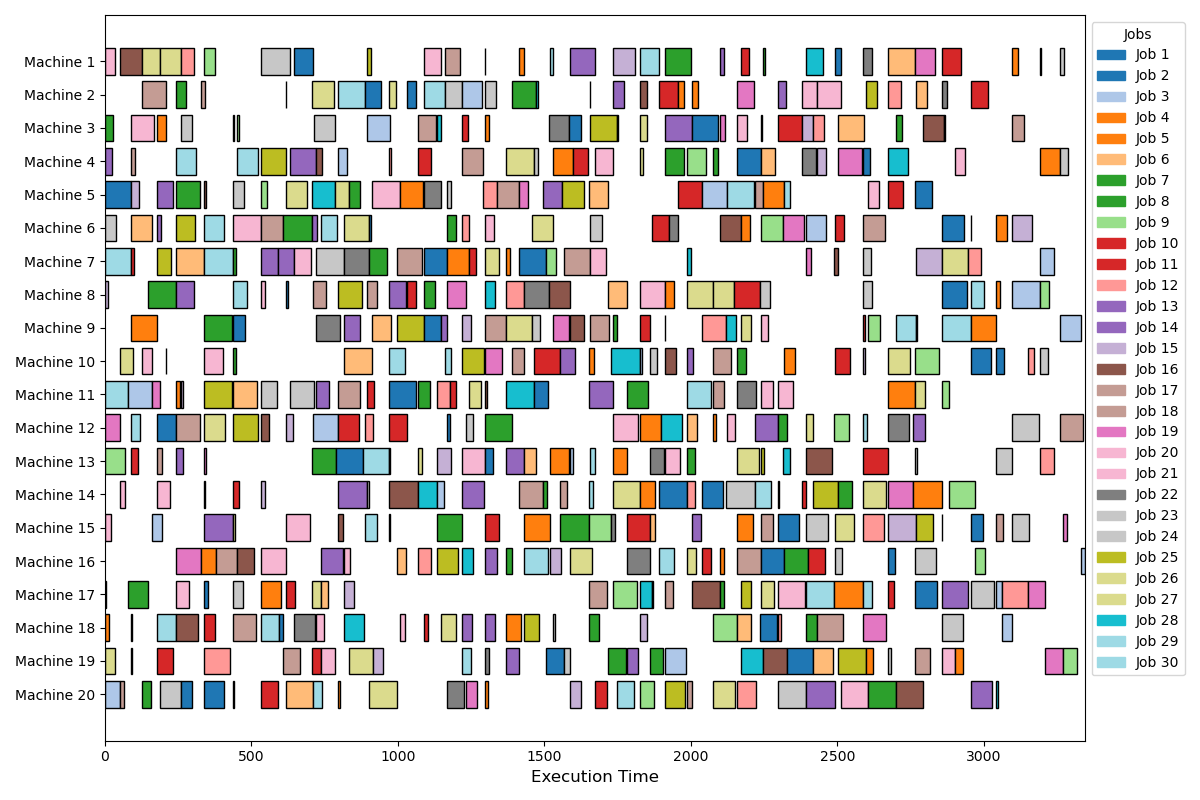 Machine 1
Machine 2
Machine 3
Machine 4
Machine 5
Machine 6
Machine 7
Machine 8
Machine 9
Machine 10
Machine 11
Machine 12
Machine 13
Machine 14
Machine 15
Machine 16
Machine 17
Machine 18
Machine 19
Machine 20
0 500 1000 1500 2000 2500 3000
Execution Time
Jobs
Job 1
Job 2
Job 3
Job 4
Job 5
Job 6
Job 7
Job 8
Job 9
Job 10
Job 11
Job 12
Job 13
Job 14
Job 15
Job 16
Job 17
Job 18
Job 19
Job 20
Job 21
Job 22
Job 23
Job 24
Job 25
Job 26
Job 27
Job 28
Job 29
Job 30